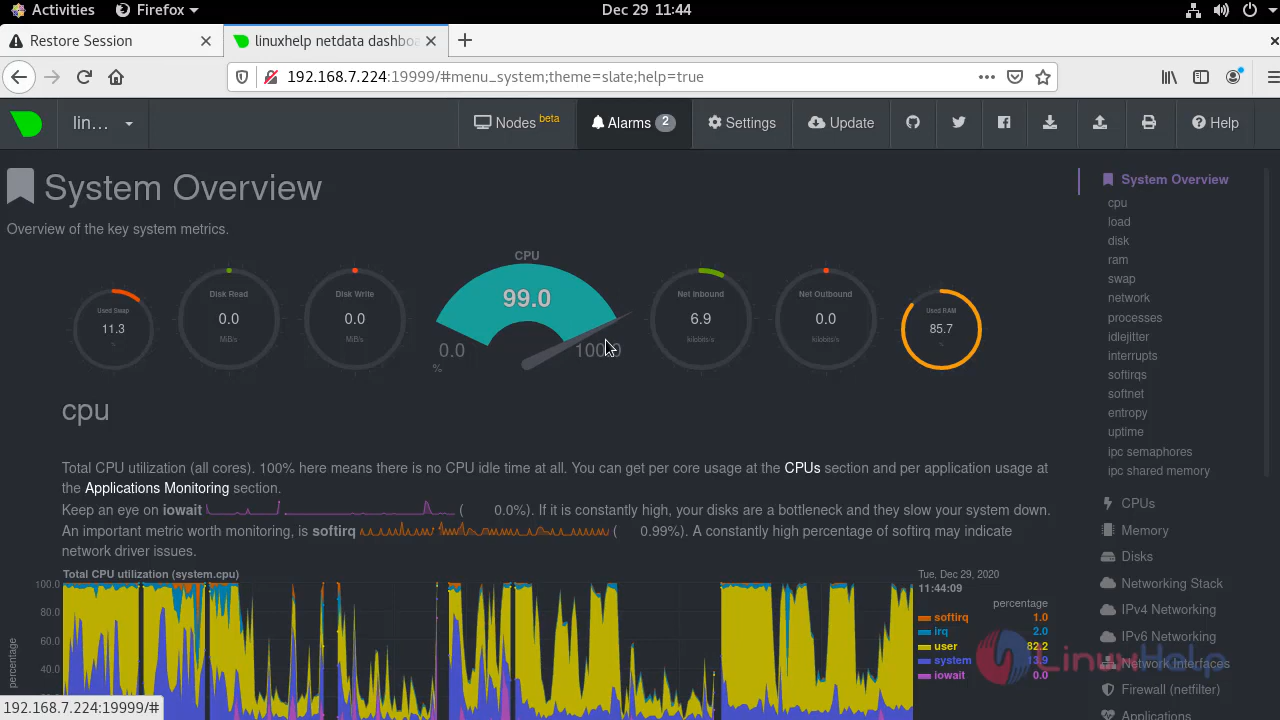 Activities Firefox Dec 29 11:44
Restore Session
linuxhelp netdata dashbo
192.168.7.224:19999/#menu_system;theme=slate;help=true
lin...
Nodes beta
Alarms 2
Settings
Update
Help
System Overview
Overview of the key system metrics.
Used Swap
11.3
%
Disk Read
0.0
MiB/s
Disk Write
0.0
MiB/s
CPU
99.0
0.0
100.0
%
Net Inbound
6.9
kilobits/s
Net Outbound
0.0
kilobits/s
Used RAM
85.7
%
cpu
Total CPU utilization (all cores). 100% here means there is no CPU idle time at all. You can get per core usage at the CPUs section and per application usage at
the Applications Monitoring section.
Keep an eye on iowait ( 0.0%). If it is constantly high, your disks are a bottleneck and they slow your system down.
An important metric worth monitoring, is softirq ( 0.99%). A constantly high percentage of softirq may indicate
network driver issues.
Total CPU utilization (system.cpu)
100.0
80.0
60.0
40.0
percentage
Tue, Dec 29, 2020
11:44:09
percentage
softirq 1.0
irq 2.0
user 82.2
system 13.9
iowait 0.0
System Overview
cpu
load
disk
ram
swap
network
processes
idlejitter
interrupts
softirqs
softnet
entropy
uptime
ipc semaphores
ipc shared memory
CPUs
Memory
Disks
Networking Stack
IPv4 Networking
IPv6 Networking
Network Interfaces
Firewall (netfilter)
Applications
LinuxHelp
192.168.7.224:19999/#